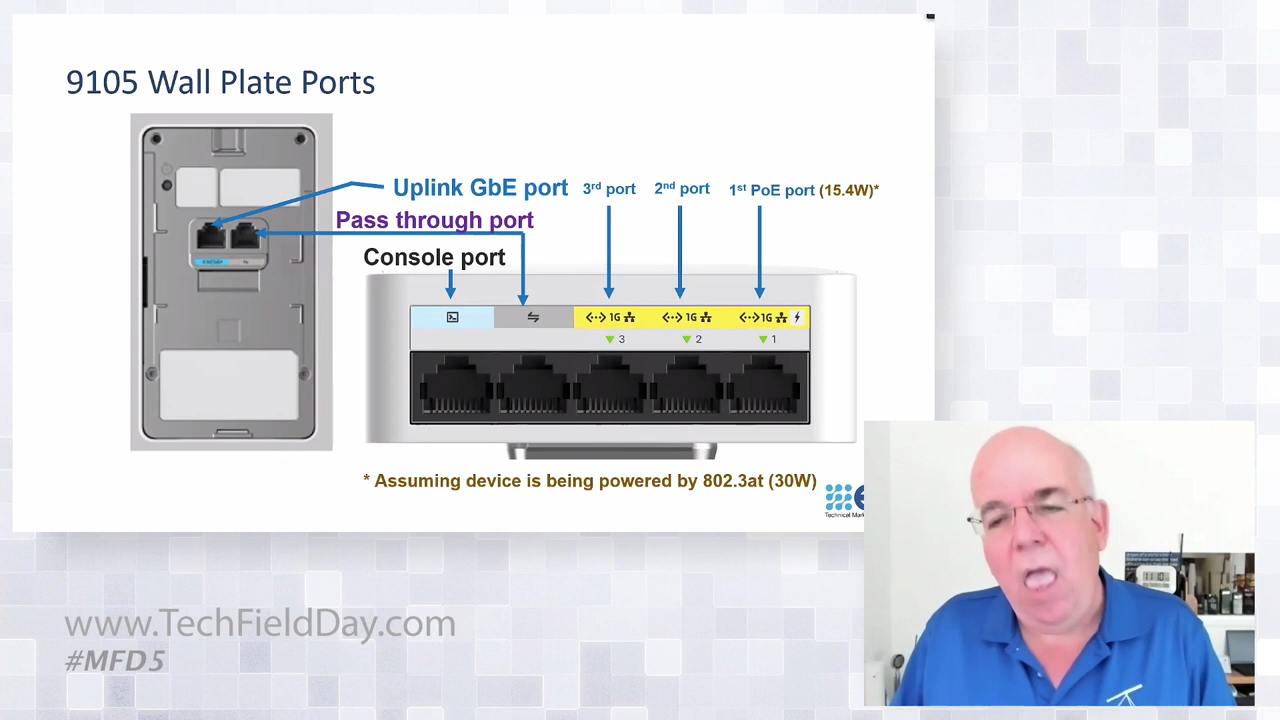 9105 Wall Plate Ports
Uplink GbE port
3rd port
2nd port
1st PoE port (15.4W)*
Pass through port
Console port
1G
1G
1G
3
2
1
* Assuming device is being powered by 802.3at (30W)
Technical
www.TechFieldDay.com
#MFD5